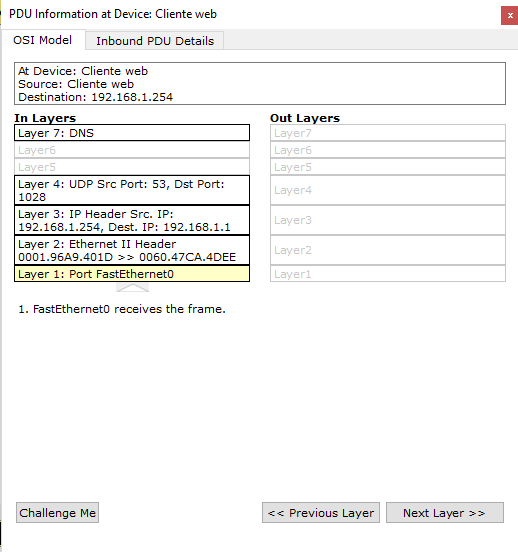 PDU Information at Device: Cliente web
x
OSI Model
Inbound PDU Details
At Device: Cliente web
Source: Cliente web
Destination: 192.168.1.254
In Layers
Layer 7: DNS
Layer6
Layer5
Layer 4: UDP Src Port: 53, Dst Port:
1028
Layer 3: IP Header Src. IP:
192.168.1.254, Dest. IP: 192.168.1.1
Layer 2: Ethernet II Header
0001.96A9.401D >> 0060.47CA.4DEE
Layer 1: Port FastEthernet0
Out Layers
Layer7
Layer6
Layer5
Layer4
Layer3
Layer2
Layer1
1. FastEthernet0 receives the frame.
Challenge Me
<< Previous Layer
Next Layer >>